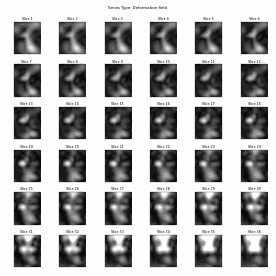 Series Type: Deformation field
Slice 1 Slice 2 Slice 3 Slice 4 Slice 5 Slice 6
Slice 7 Slice 8 Slice 9 Slice 10 Slice 11 Slice 12
Slice 13 Slice 14 Slice 15 Slice 16 Slice 17 Slice 18
Slice 19 Slice 20 Slice 21 Slice 22 Slice 23 Slice 24
Slice 25 Slice 26 Slice 27 Slice 28 Slice 29 Slice 30
Slice 31 Slice 32 Slice 33 Slice 34 Slice 35 Slice 36